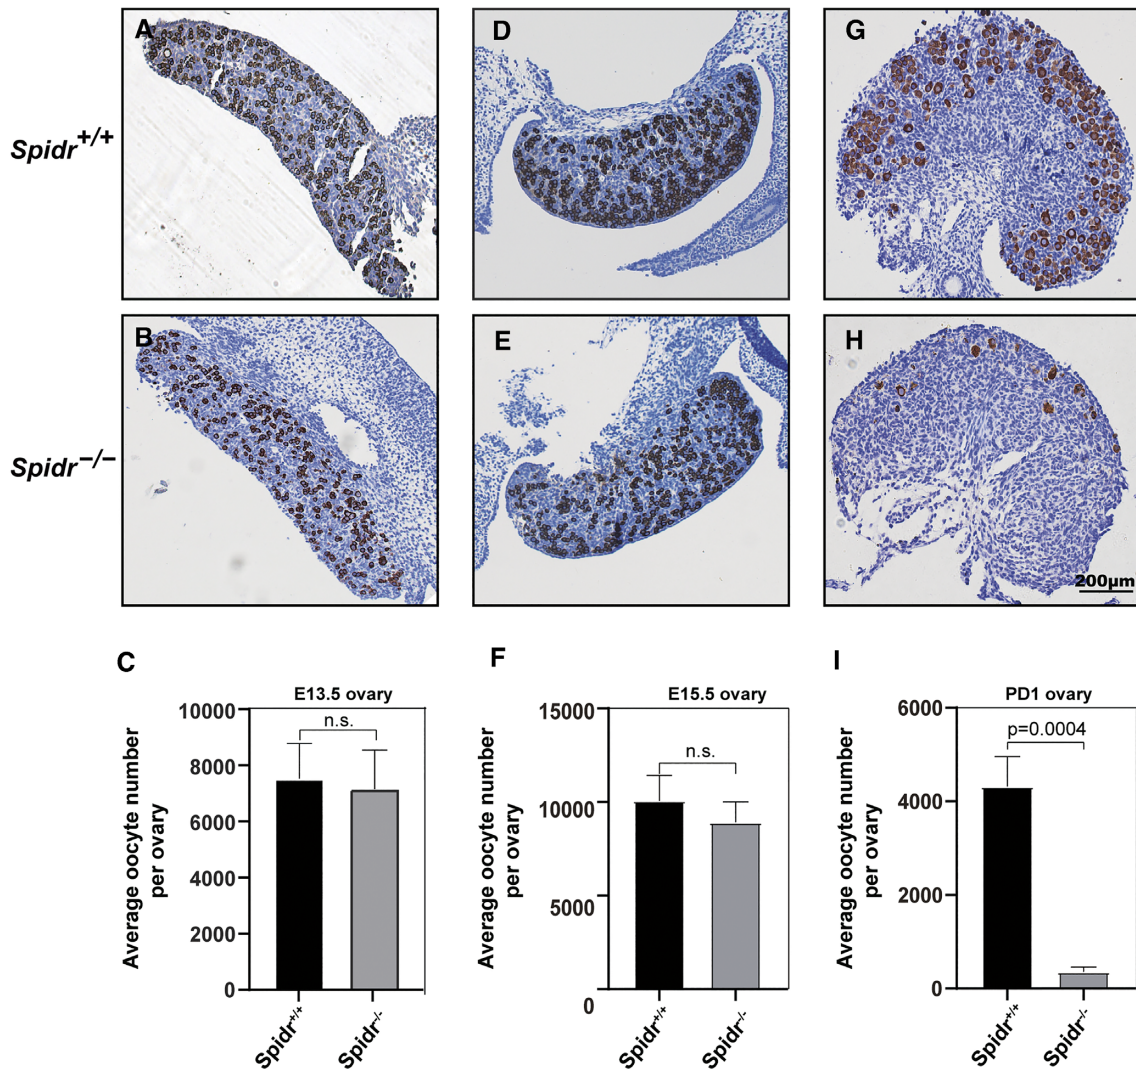 A
D
G
Spidr+/+
B
E
H
Spidr−/−
200µm
C
F
I
E13.5 ovary
E15.5 ovary
PD1 ovary
10000
8000
6000
4000
2000
0
n.s.
Average oocyte number
per ovary
Spidr+/+
Spidr-/-
15000
10000
5000
0
n.s.
Average oocyte number
per ovary
Spidr+/+
Spidr-/-
6000
4000
2000
0
p=0.0004
Average oocyte number
per ovary
Spidr+/+
Spidr-/-